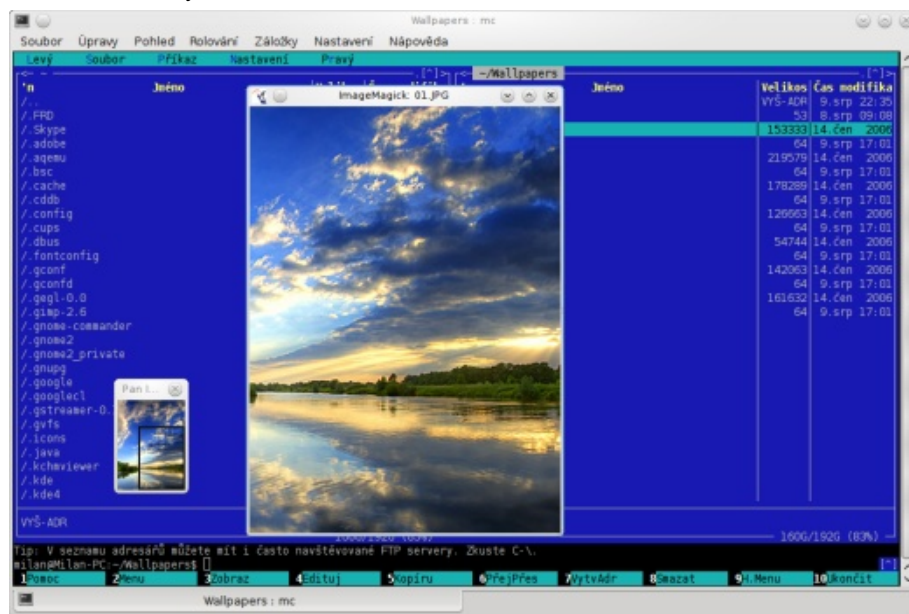 Wallpapers : mc
Soubor Úpravy Pohled Rolování Záložky Nastavení Nápověda
Levý Soubor Příkaz Nastavení Pravý
~/Wallpapers
'n Jméno
Jméno Velikos Čas modifika
/..
VYŠ-ADR 9.srp 22:35
/.FRD
53 8.srp 09:08
/.Skype
153333 14.čen 2006
/.adobe
64 9.srp 17:01
/.aqemu
219579 14.čen 2006
/.bsc
64 9.srp 17:01
/.cache
178289 14.čen 2006
/.cddb
64 9.srp 17:01
/.config
126663 14.čen 2006
/.cups
64 9.srp 17:01
/.dbus
54744 14.čen 2006
/.fontconfig
64 9.srp 17:01
/.gconf
142063 14.čen 2006
/.gconfd
64 9.srp 17:01
/.gegl-0.0
161632 14.čen 2006
/.gimp-2.6
64 9.srp 17:01
/.gnome-commander
/.gnome2
/.gnome2_private
/.gnupg
/.google
/.googlecl
/.gstreamer-0.
/.gvfs
/.icons
/.java
/.kchmviewer
/.kde
/.kde4
ImageMagick: 01.JPG
Pan I...
VYŠ-ADR
160G/192G (83%)
Tip: V seznamu adresářů můžete mít i často navštěvované FTP servery. Zkuste C-\.
milan@Milan-PC:~/Wallpapers$
[^]
1Pomoc 2Menu 3Zobraz 4Edituj 5Kopíru 6PřejPřes 7VytvAdr 8Smazat 9H.Menu 10Ukončit
Wallpapers : mc